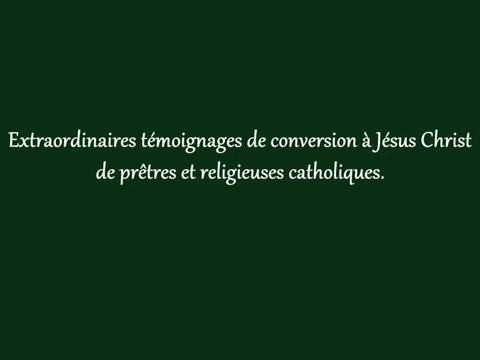 Extraordinaires témoignages de conversion à Jésus Christ
de prêtres et religieuses catholiques.